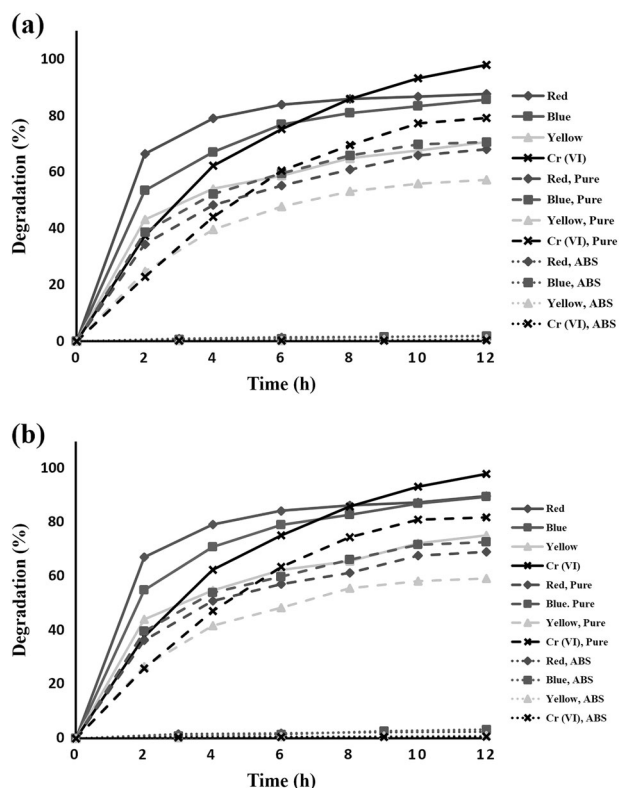 (a)
100
80
60
40
20
0
Degradation (%)
0 2 4 6 8 10 12
Time (h)
Red
Blue
Yellow
Cr (VI)
Red, Pure
Blue, Pure
Yellow, Pure
Cr (VI), Pure
Red, ABS
Blue, ABS
Yellow, ABS
Cr (VI), ABS
(b)
100
80
60
40
20
0
Degradation (%)
0 2 4 6 8 10 12
Time (h)
Red
Blue
Yellow
Cr (VI)
Red, Pure
Blue. Pure
Yellow, Pure
Cr (VI), Pure
Red, ABS
Blue, ABS
Yellow, ABS
Cr (VI), ABS